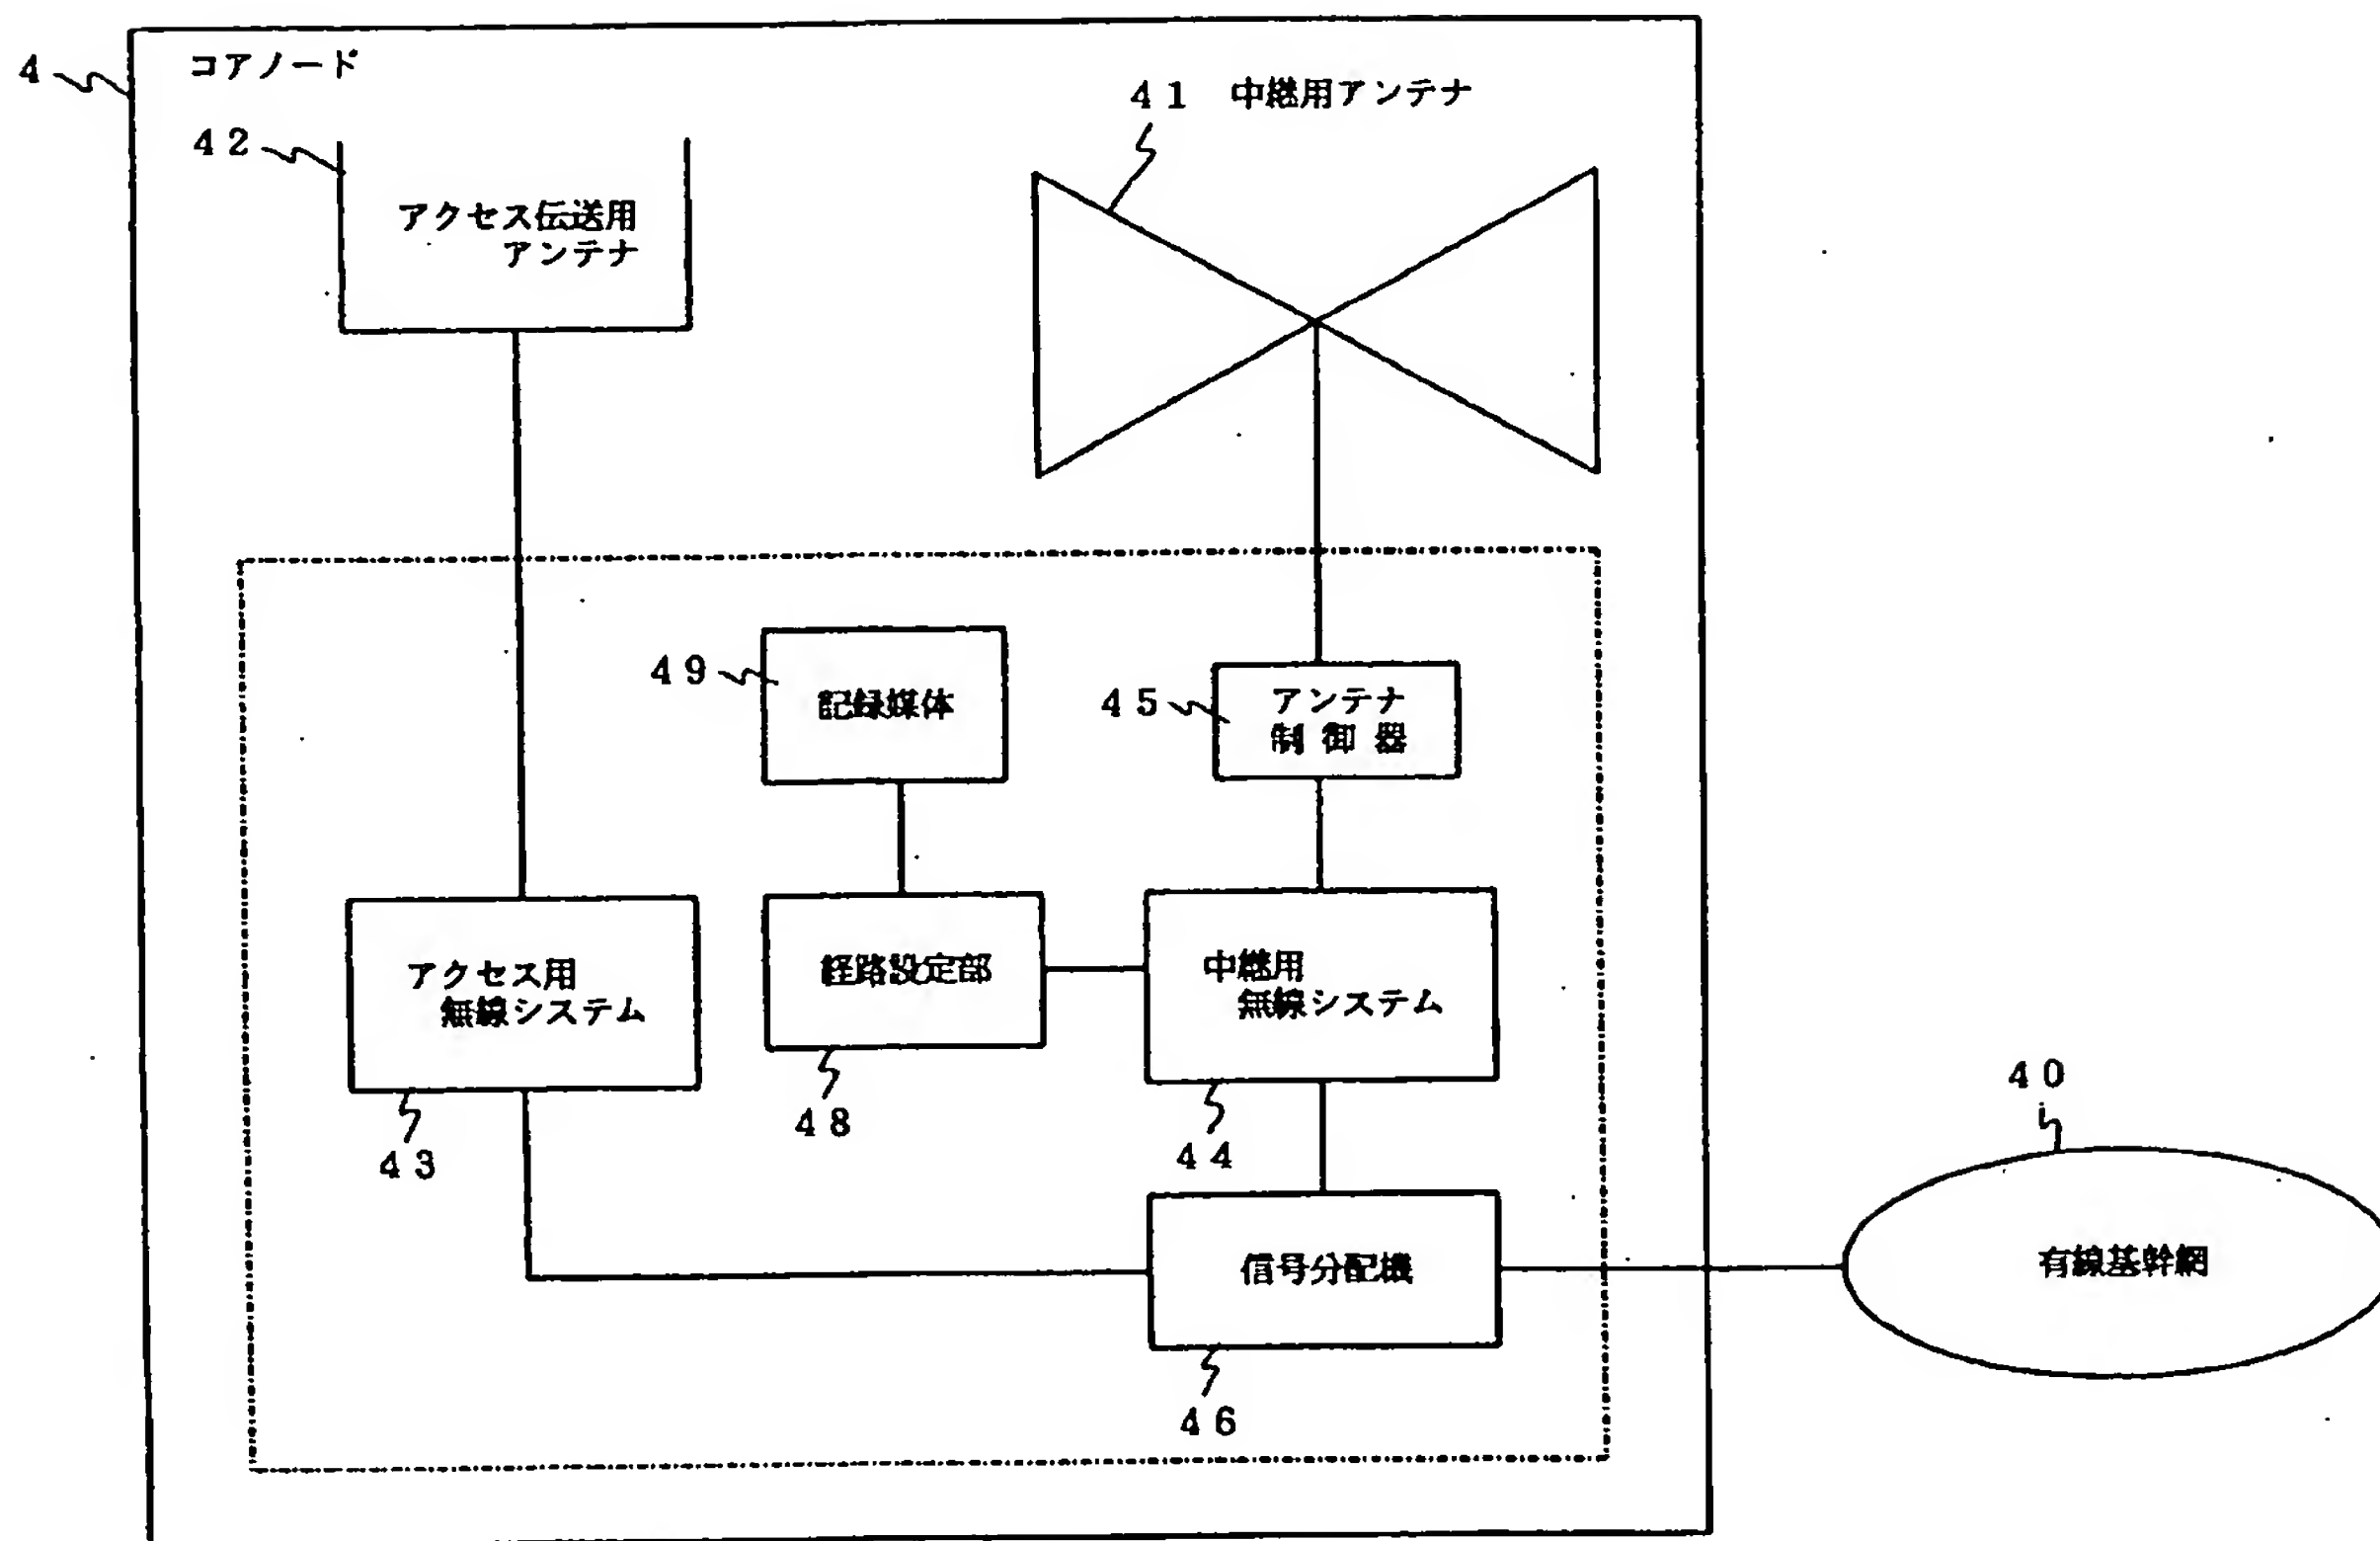 4
コアノード
42
アクセス伝送用
アンテナ
41 中継用アンテナ
49
記録媒体
45
アンテナ
制御器
アクセス用
無線システム
経路設定部
中継用
無線システム
43
48
44
40
信号分配機
有線基幹網
46